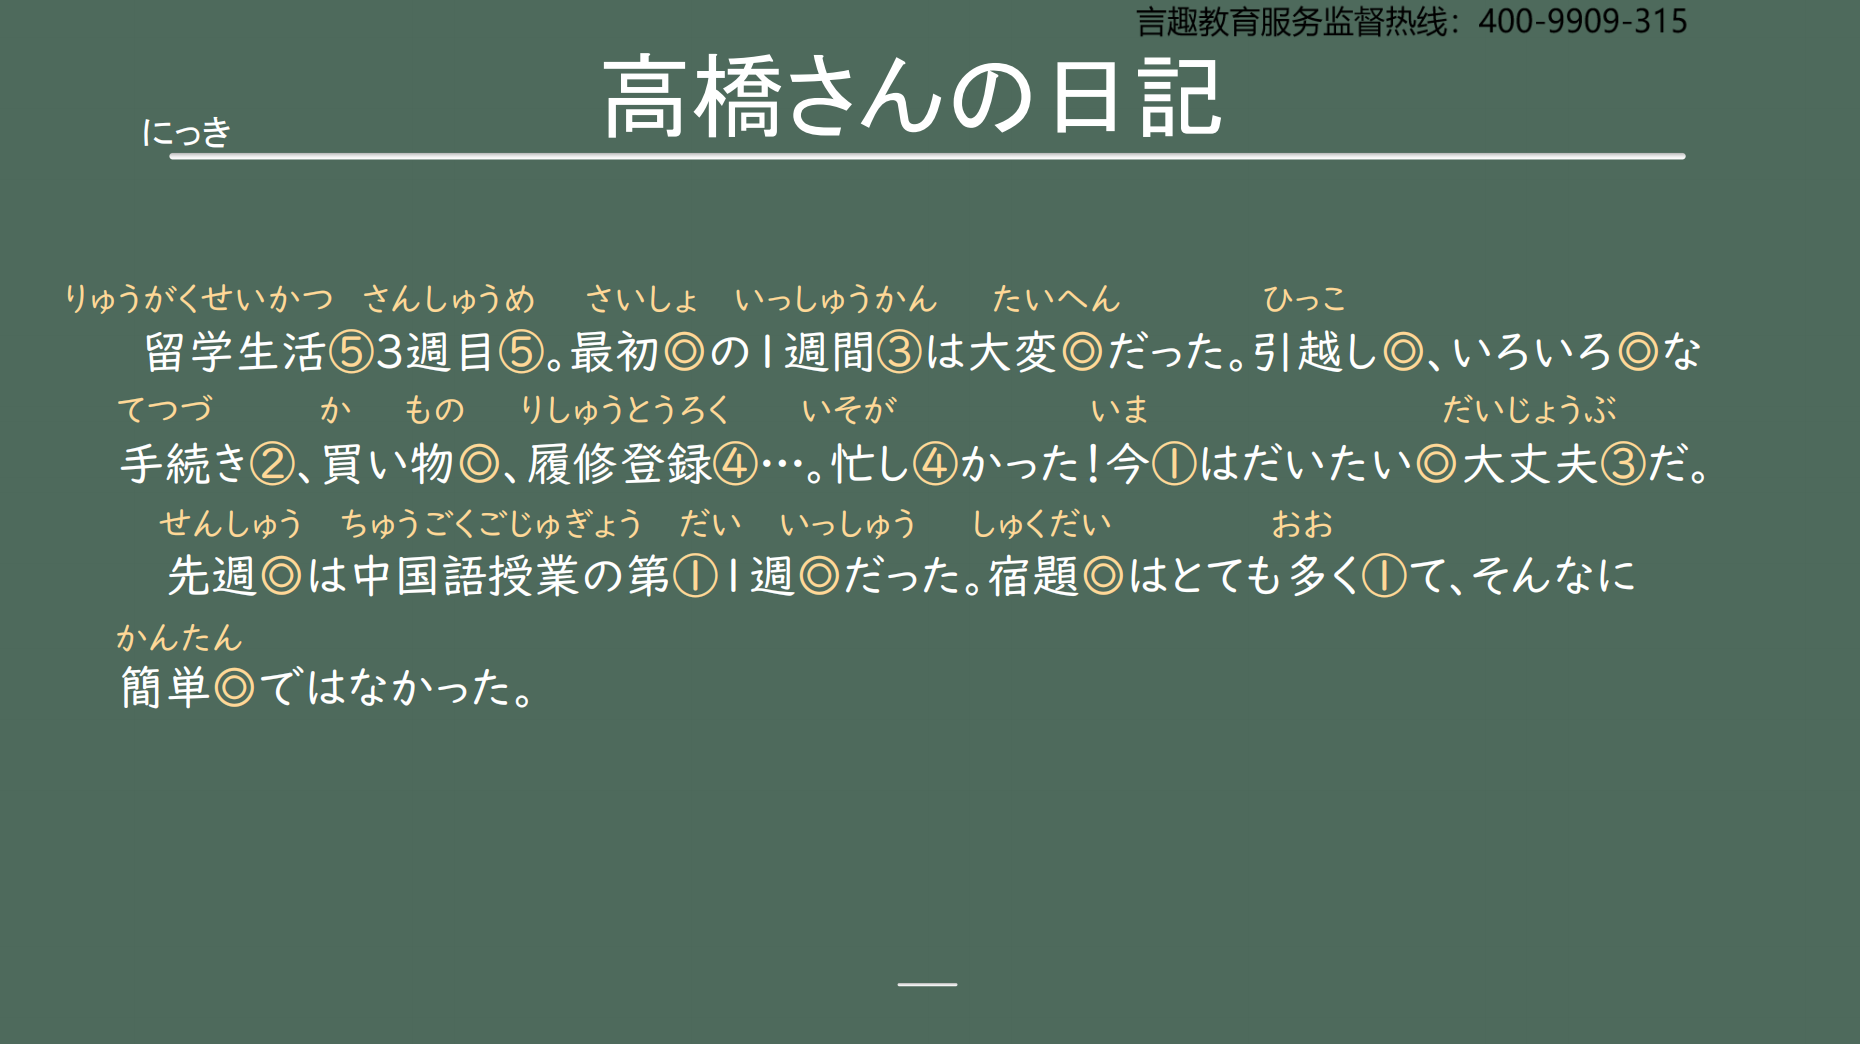 言趣教育服务监督热线：400-9909-315
高橋さんの日記
にっき
りゅうがくせいかつ さんしゅうめ さいしょ いっしゅうかん たいへん ひっこ
留学生活⑤3週目⑤。最初◎の1週間③は大変◎だった。引越し◎、いろいろ◎な
てつづ か もの りしゅうとうろく いそが いま だいじょうぶ
手続き②、買い物◎、履修登録④…。忙し④かった！今①はだいたい◎大丈夫③だ。
せんしゅう ちゅうごくごじゅぎょう だい いっしゅう しゅくだい おお
先週◎は中国語授業の第①1週◎だった。宿題◎はとても多く①て、そんなに
かんたん
簡単◎ではなかった。